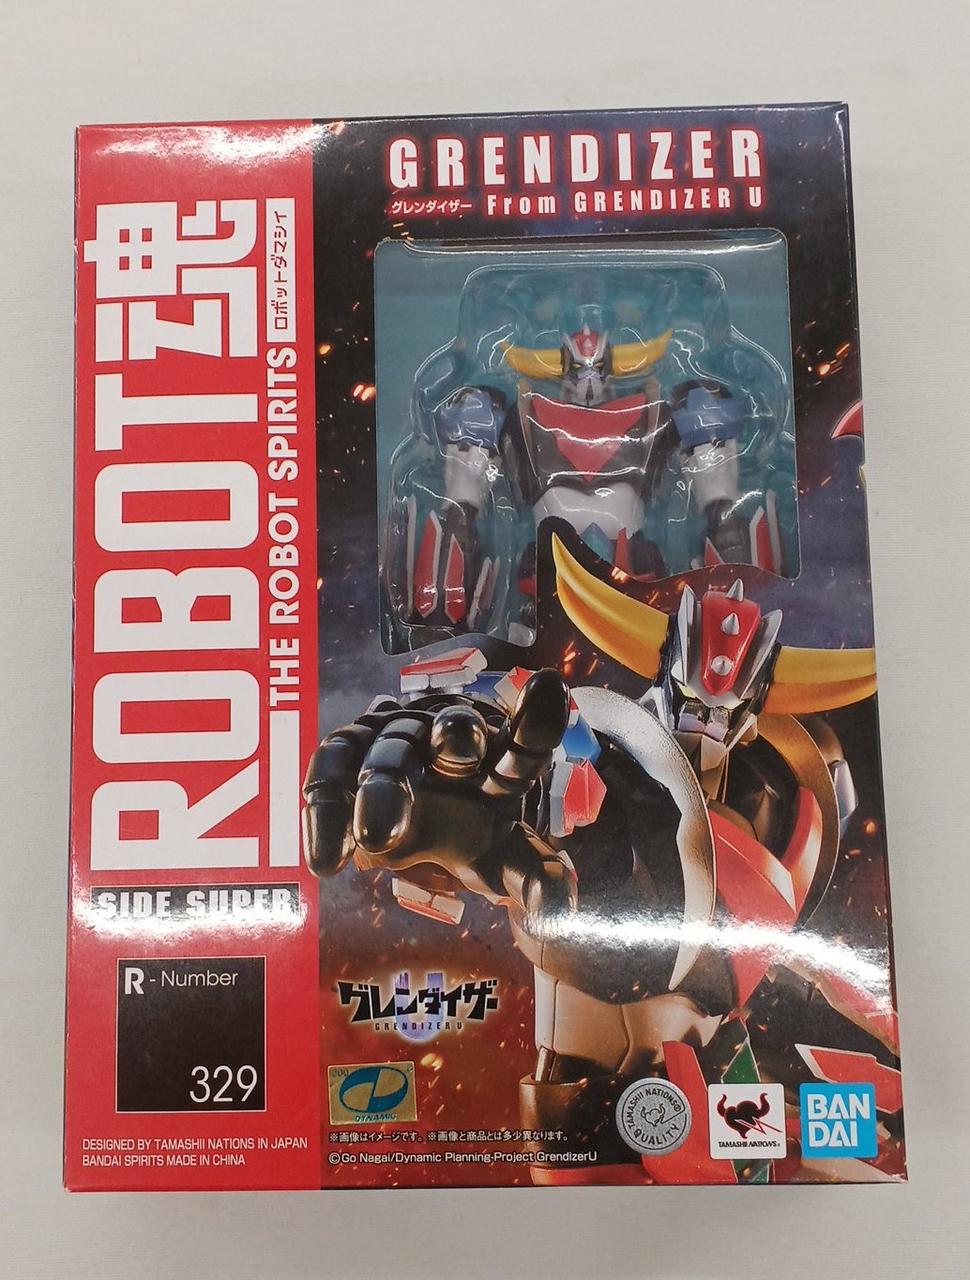 GRENDIZER
グレンダイザー From GRENDIZER U
ROBOT魂
THE ROBOT SPIRITS
ロボットダマシイ
SIDE SUPER
R - Number
329
DESIGNED BY TAMASHII NATIONS IN JAPAN
BANDAI SPIRITS MADE IN CHINA
グレンダイザー U
GRENDIZER U
DYNAMIC
※画像はイメージです。 ※画像と商品とは多少異なります。
©Go Nagai/Dynamic Planning-Project GrendizerU
TAMASHII NATIONS
QUALITY
TAMASHII NATIONS
BAN
DAI